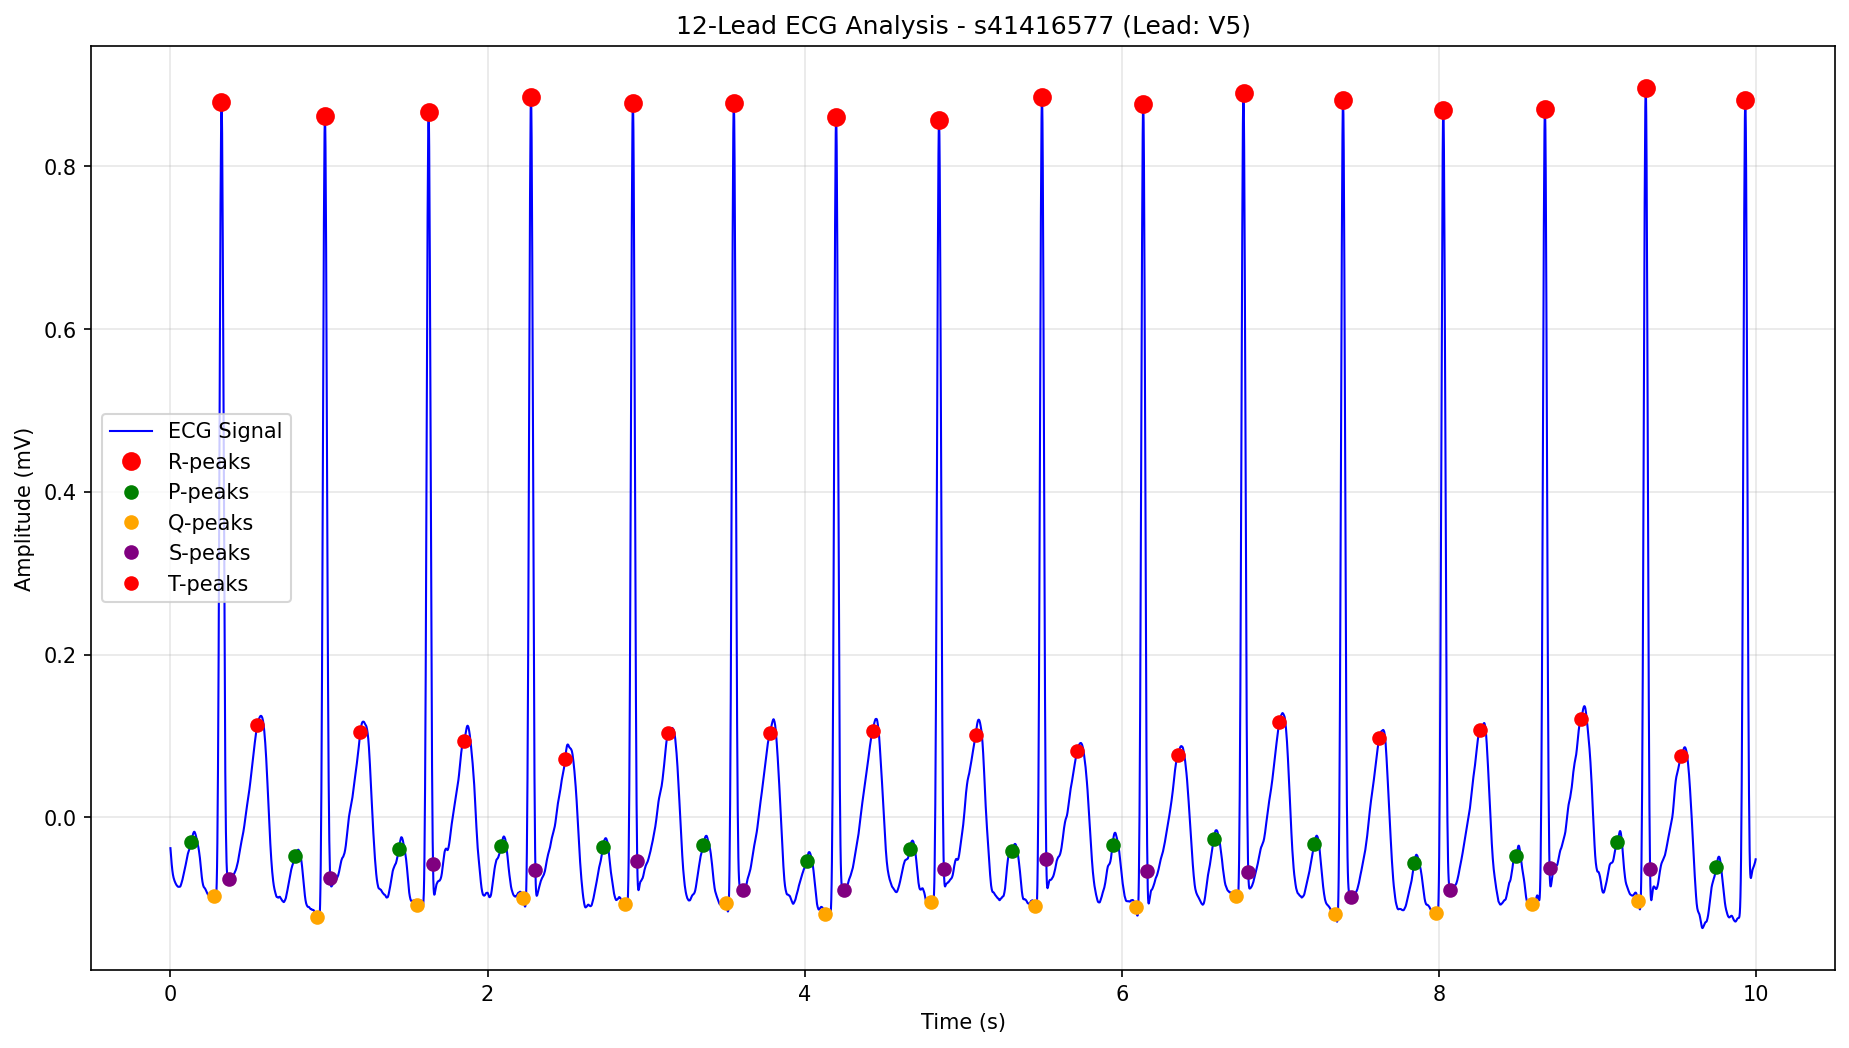 12-Lead ECG Analysis - s41416577 (Lead: V5)
Amplitude (mV)
0.8
0.6
0.4
0.2
0.0
ECG Signal
R-peaks
P-peaks
Q-peaks
S-peaks
T-peaks
0 2 4 6 8 10
Time (s)